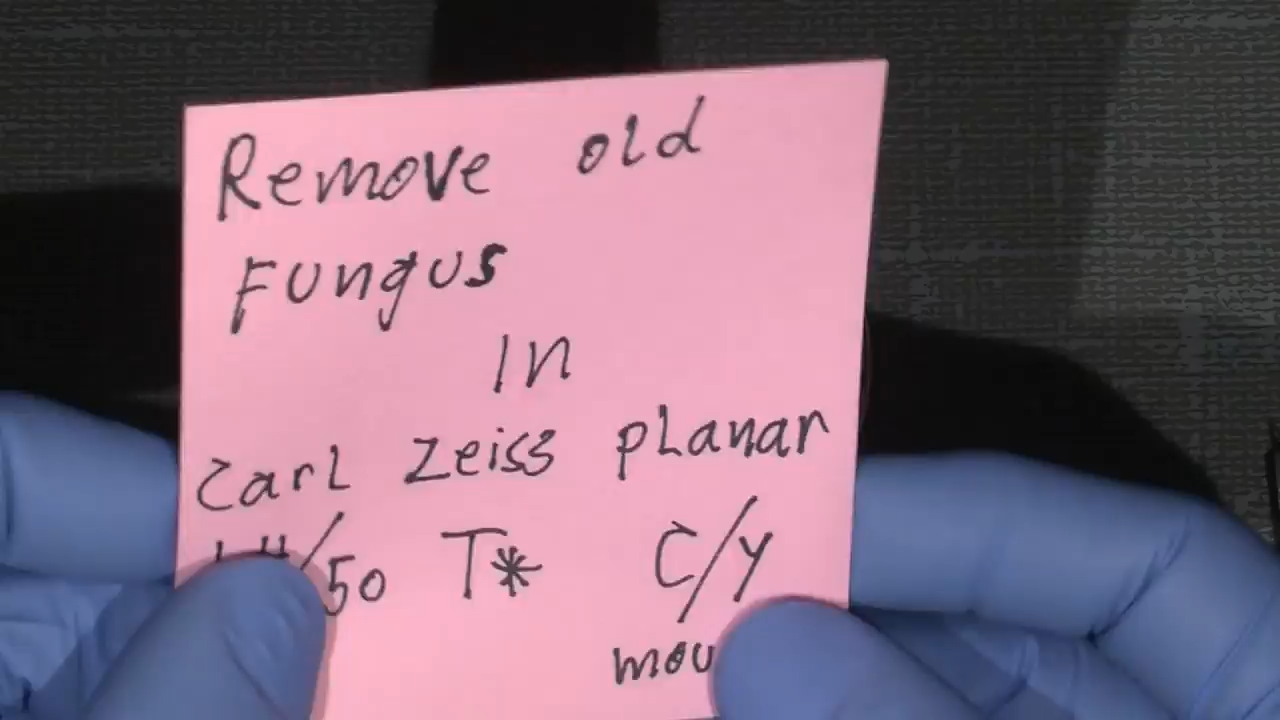 Remove old
Fungus
In
Carl Zeiss planar
/50 T* C/Y